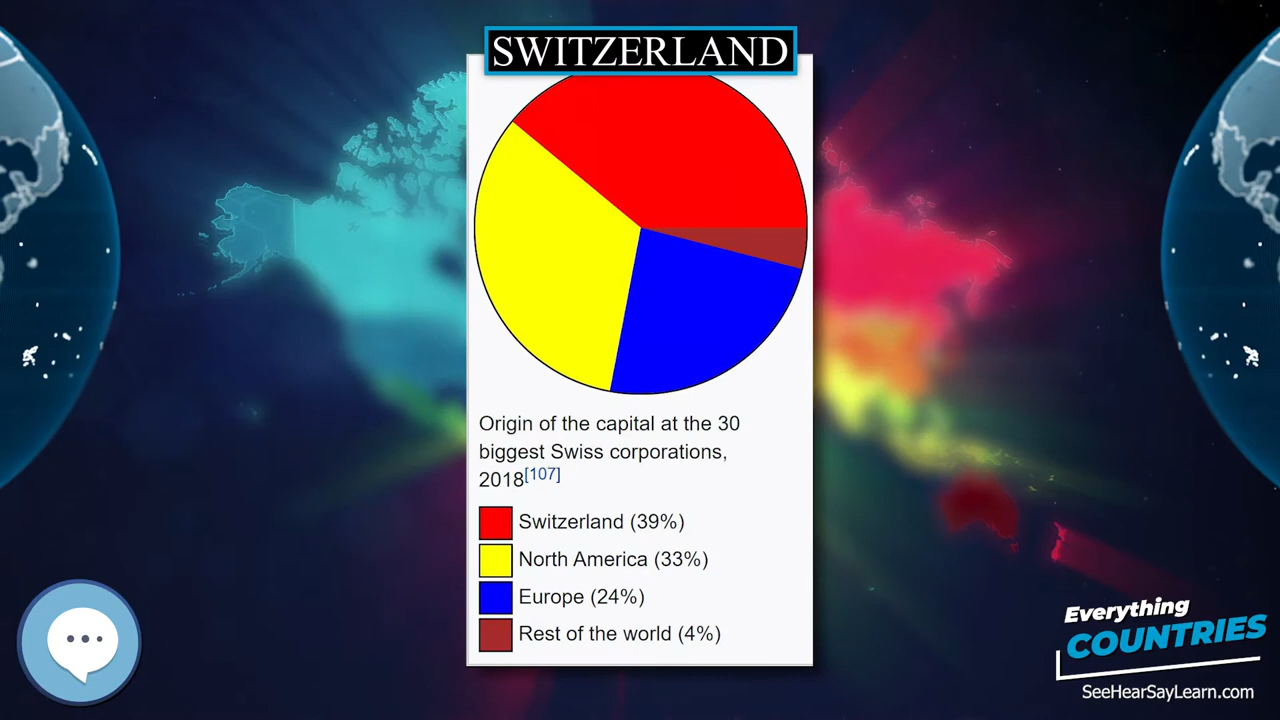 SWITZERLAND
Origin of the capital at the 30
biggest Swiss corporations,
2018[107]
Switzerland (39%)
North America (33%)
Europe (24%)
Rest of the world (4%)
Everything
COUNTRIES
SeeHearSayLearn.com